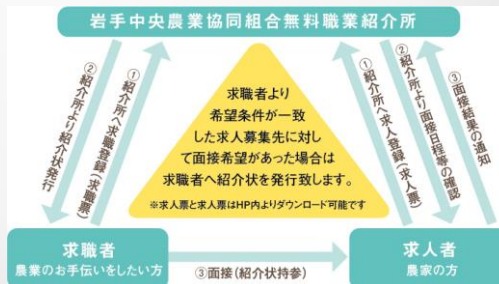 岩手中央農業協同組合無料職業紹介所
②紹介所より紹介状発行
①紹介所へ求職登録(求職票)
求職者より
希望条件が一致
した求人募集先に対し
て面接希望があった場合は
求職者へ紹介状を発行致します。
※求人票と求人票はHP内よりダウンロード可能です
①紹介所へ求人登録(求人票)
②紹介所より面接日程等の確認
③面接結果の通知
求職者
農業のお手伝いをしたい方
③面接(紹介状持参)
求人者
農家の方